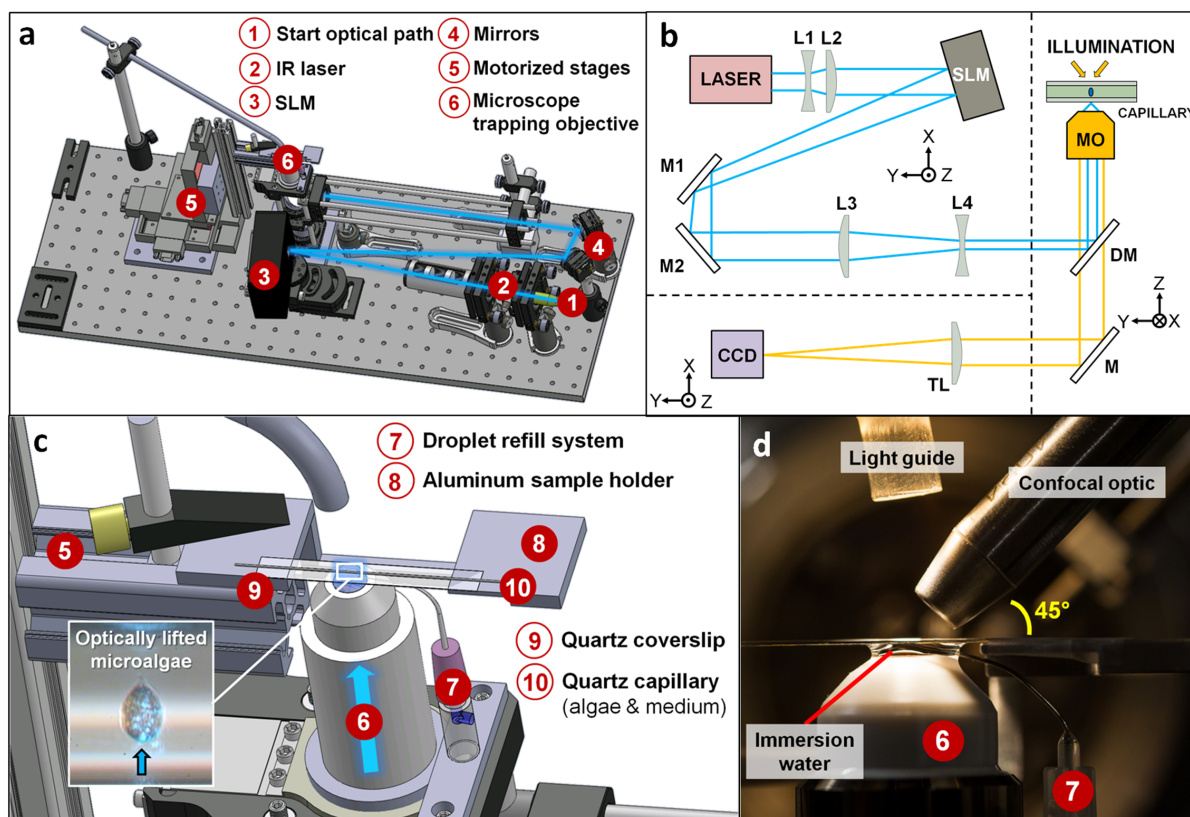 a
1 Start optical path
2 IR laser
3 SLM
4 Mirrors
5 Motorized stages
6 Microscope
trapping objective
6
5
3
4
2
1
b
LASER
L1 L2
SLM
ILLUMINATION
CAPILLARY
MO
M1
X
Y Z
L3
L4
M2
DM
Z
Y X
CCD
TL
M
X
Y Z
c
7 Droplet refill system
8 Aluminum sample holder
5
8
9
10
Optically lifted
microalgae
9 Quartz coverslip
10 Quartz capillary
(algae & medium)
7
6
d
Light guide
Confocal optic
45°
Immersion
water
6
7